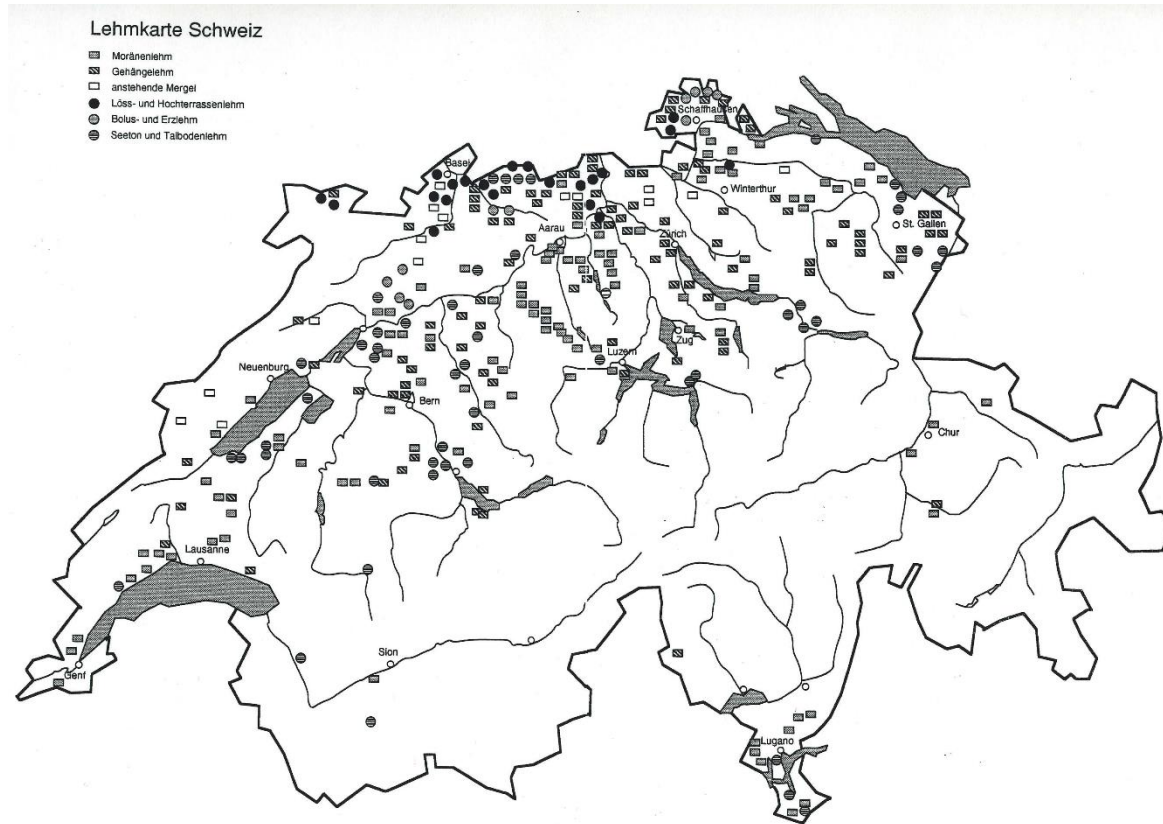 Lehmkarte Schweiz
Moränenlehm
Gehängelehm
anstehende Mergel
Löss- und Hochterrassenlehm
Bolus- und Erzlehm
Seeton und Talbodenlehm
Schaffhausen
Basel
Winterthur
St. Gallen
Aarau
Zürich
Zug
Luzern
Neuenburg
Bern
Chur
Lausanne
Sion
Genf
Lugano